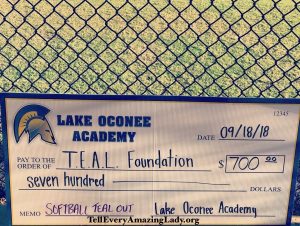 LAKE OCONEE
ACADEMY
12345
DATE 09/18/18
PAY TO THE
ORDER OF T.E.A.L. Foundation $ 700.00
seven hundred DOLLARS
MEMO SOFTBALL TEAL OUT Lake Oconee Academy
TellEveryAmazingLady.org